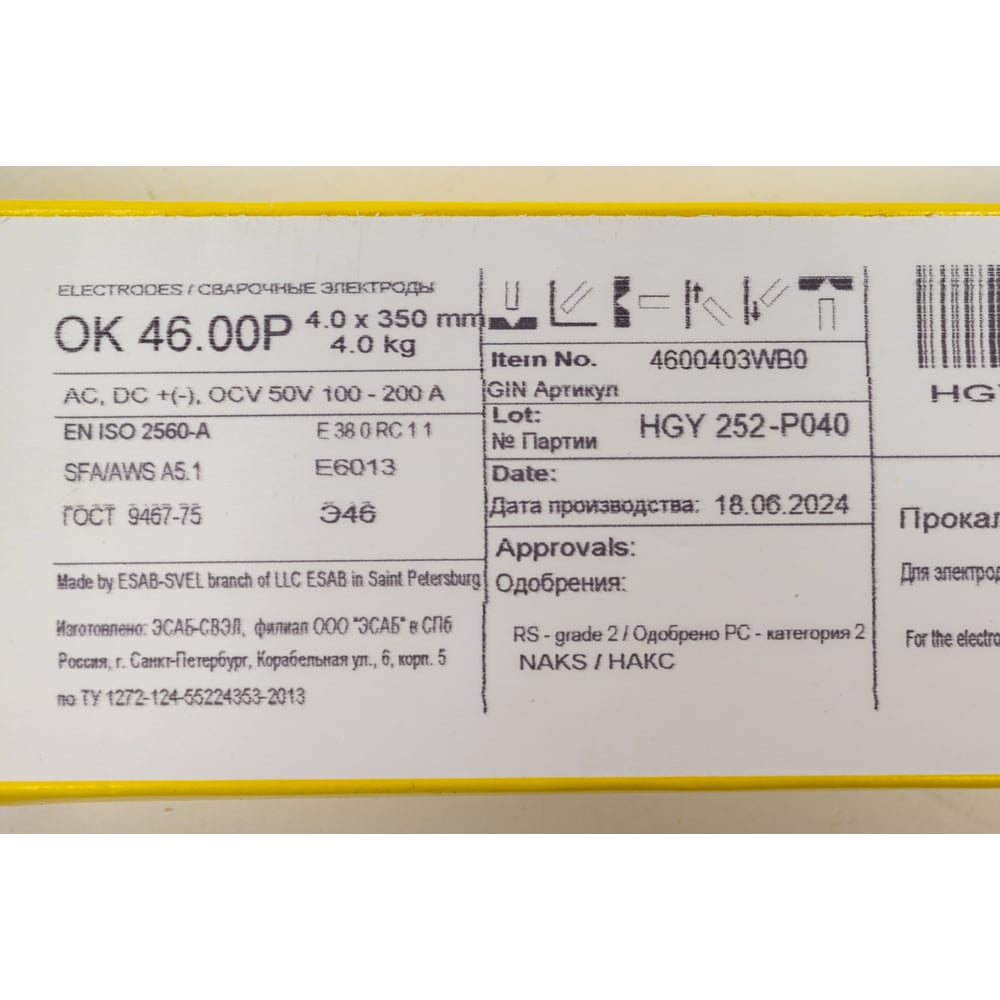 ELECTRODES / СВАРОЧНЫЕ ЭЛЕКТРОДЫ
OK 46.00P 4.0 x 350 mm
4.0 kg
AC, DC +(-), OCV 50V 100 - 200 A
EN ISO 2560-A E 38 0 RC 1 1
SFA/AWS A5.1 E6013
ГОСТ 9467-75 Э46
Made by ESAB-SVEL branch of LLC ESAB in Saint Petersburg
Изготовлено: ЭСАБ-СВЭЛ, филиал ООО "ЭСАБ" в СПб
Россия, г. Санкт-Петербург, Корабельная ул., 6, корп. 5
по ТУ 1272-124-55224353-2013
Item No. 4600403WB0
GIN Артикул
Lot: HGY 252-P040
№ Партии
Date:
Дата производства: 18.06.2024
Approvals:
Одобрения:
RS - grade 2 / Одобрено РС - категория 2
NAKS / НАКС
HGY
Прокал
Для электрод
For the electro